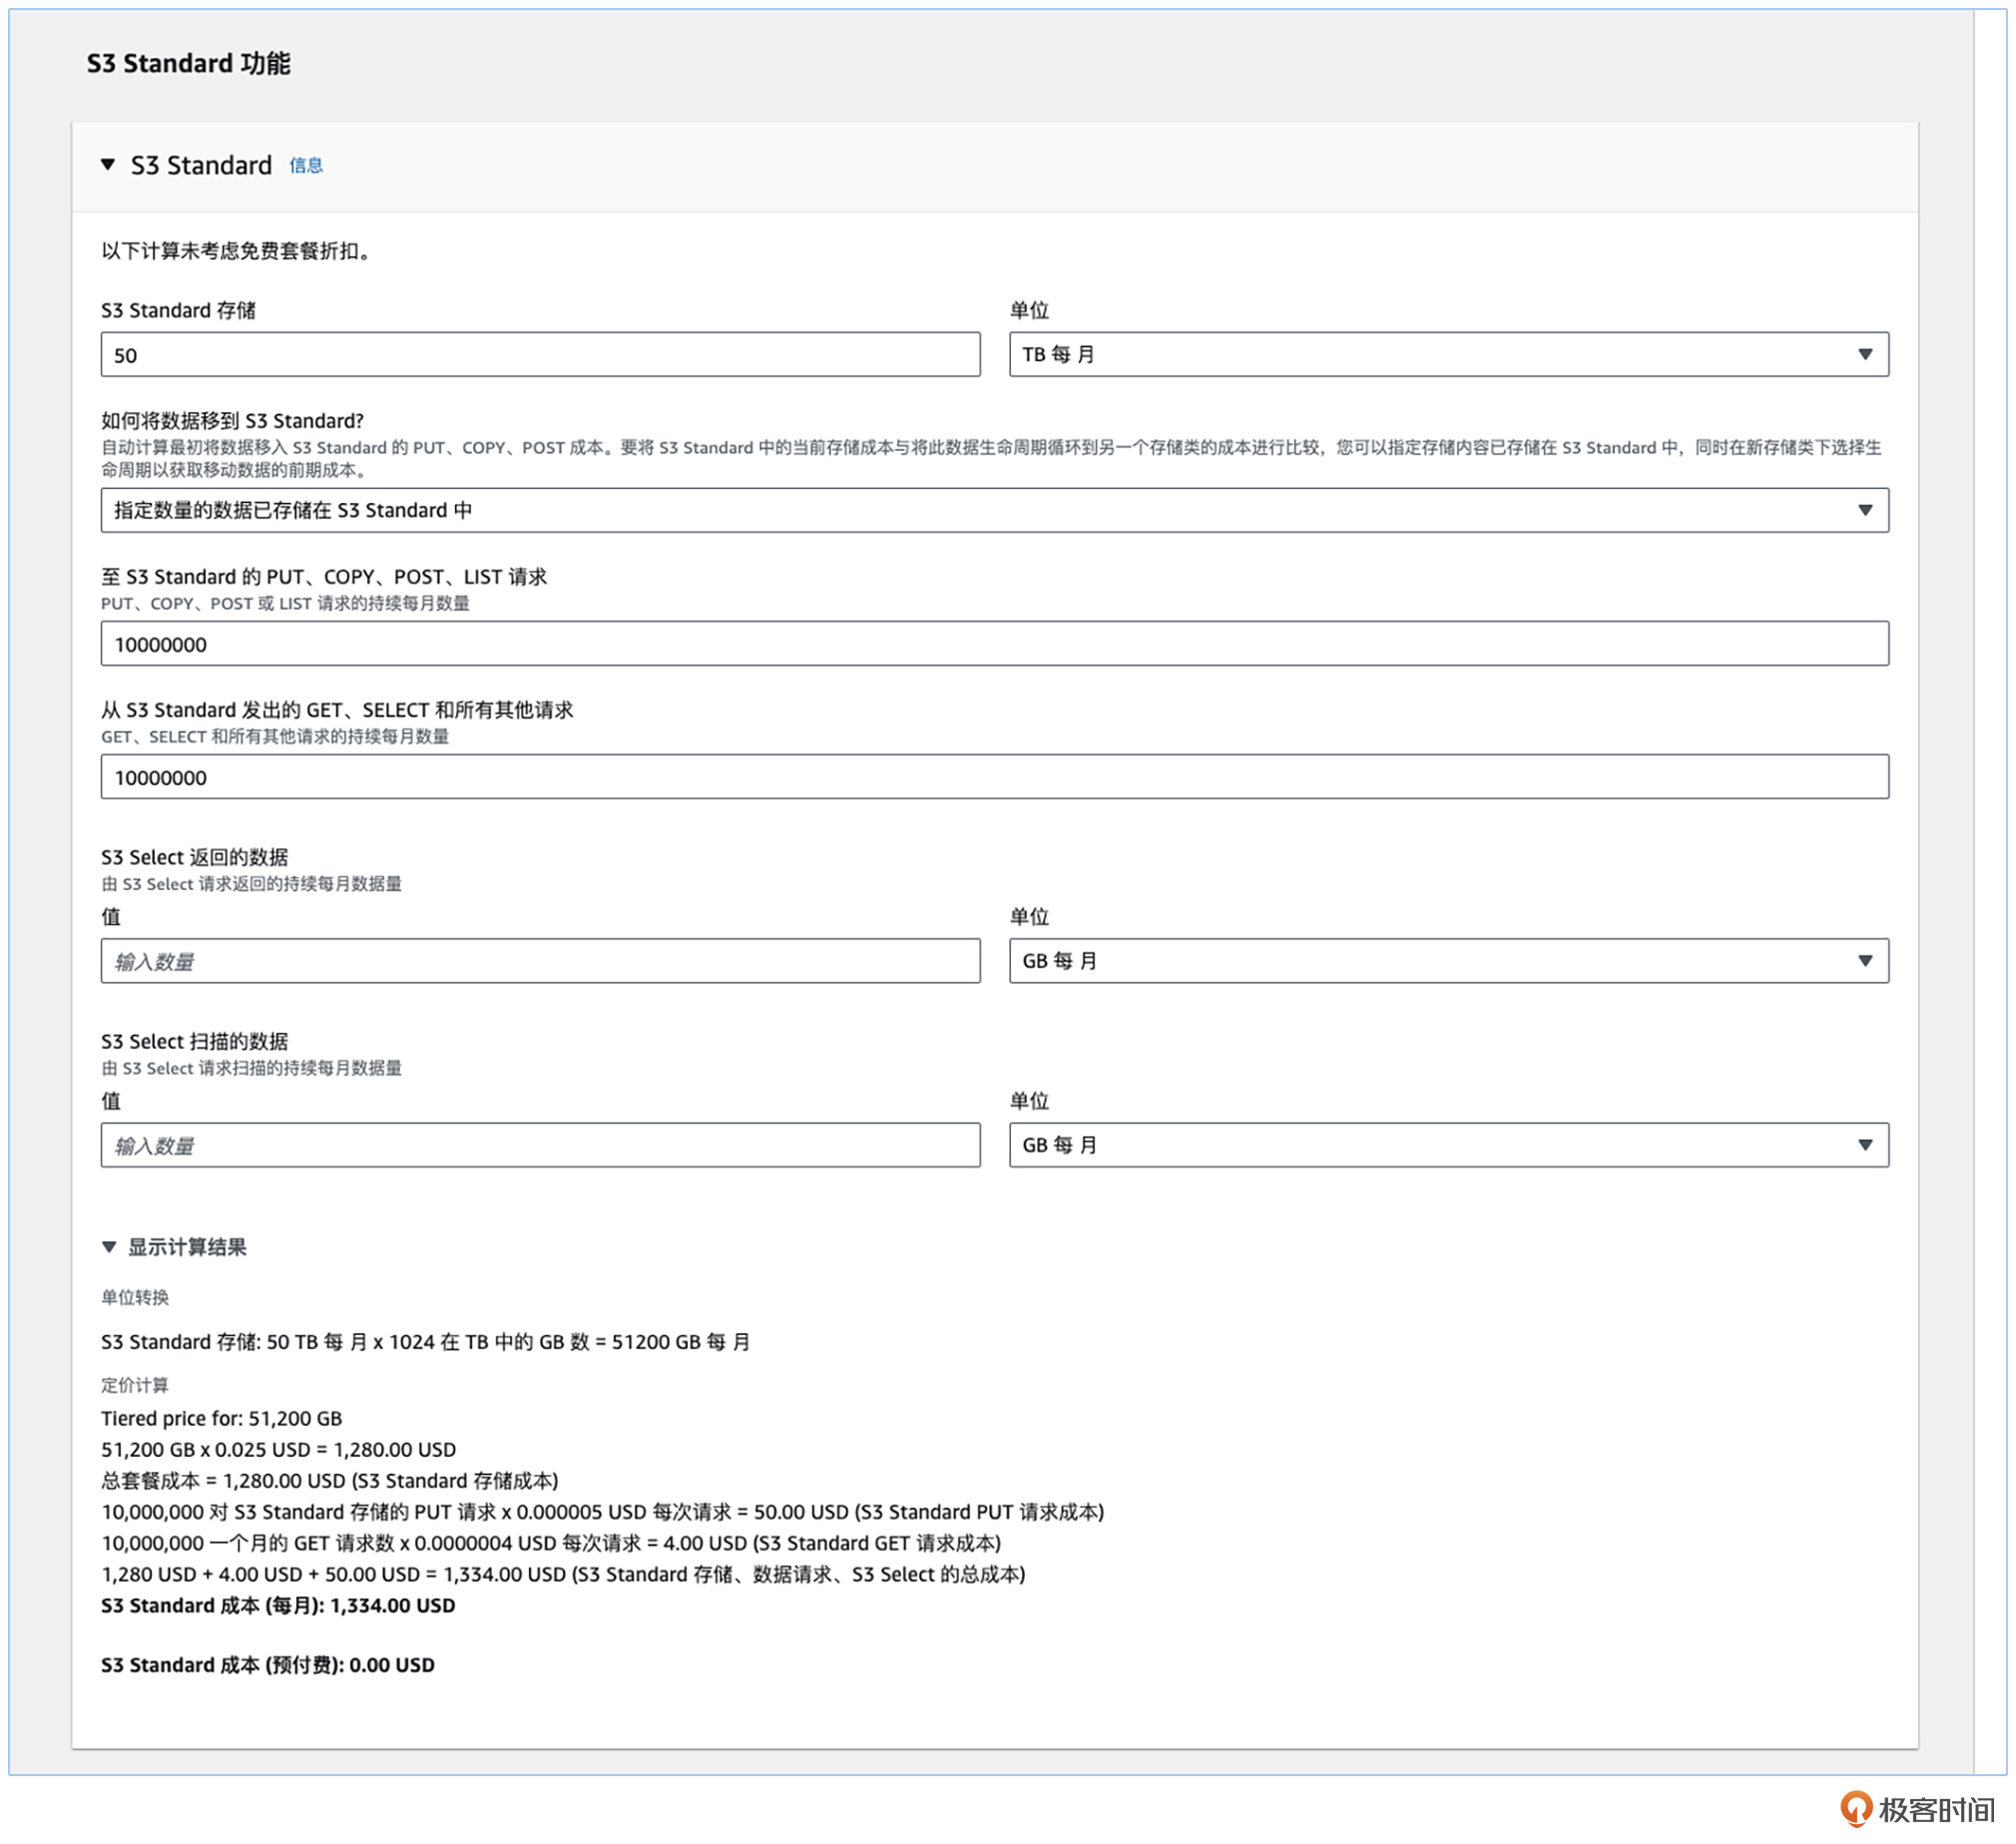 S3 Standard 功能
S3 Standard 信息
以下计算未考虑免费套餐折扣。
S3 Standard 存储
单位
50
TB 每 月
如何将数据移到 S3 Standard?
自动计算最初将数据移入 S3 Standard 的 PUT、COPY、POST 成本。要将 S3 Standard 中的当前存储成本与将此数据生命周期循环到另一个存储类的成本进行比较，您可以指定存储内容已存储在 S3 Standard 中，同时在新存储类下选择生
命周期以获取移动数据的前期成本。
指定数量的数据已存储在 S3 Standard 中
至 S3 Standard 的 PUT、COPY、POST、LIST 请求
PUT、COPY、POST 或 LIST 请求的持续每月数量
10000000
从 S3 Standard 发出的 GET、SELECT 和所有其他请求
GET、SELECT 和所有其他请求的持续每月数量
10000000
S3 Select 返回的数据
由 S3 Select 请求返回的持续每月数据量
值
单位
输入数量
GB 每 月
S3 Select 扫描的数据
由 S3 Select 请求扫描的持续每月数据量
值
单位
输入数量
GB 每 月
显示计算结果
单位转换
S3 Standard 存储: 50 TB 每 月 x 1024 在 TB 中的 GB 数 = 51200 GB 每 月
定价计算
Tiered price for: 51,200 GB
51,200 GB x 0.025 USD = 1,280.00 USD
总套餐成本 = 1,280.00 USD (S3 Standard 存储成本)
10,000,000 对 S3 Standard 存储的 PUT 请求 x 0.000005 USD 每次请求 = 50.00 USD (S3 Standard PUT 请求成本)
10,000,000 一个月的 GET 请求数 x 0.0000004 USD 每次请求 = 4.00 USD (S3 Standard GET 请求成本)
1,280 USD + 4.00 USD + 50.00 USD = 1,334.00 USD (S3 Standard 存储、数据请求、S3 Select 的总成本)
S3 Standard 成本 (每月): 1,334.00 USD
S3 Standard 成本 (预付费): 0.00 USD
极客时间